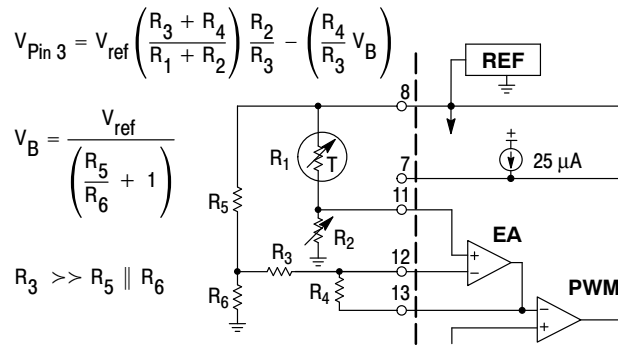 V_Pin 3 = V_ref ( (R_3 + R_4) / (R_1 + R_2) ) R_2 / R_3 − ( R_4 / R_3 V_B )
V_B = V_ref / ( R_5 / R_6 + 1 )
R_3 >> R_5 ∥ R_6
REF
8
R_1
T
7
25 μA
11
R_5
R_2
EA
R_3
12
+
−
R_6
R_4
13
PWM
−
+